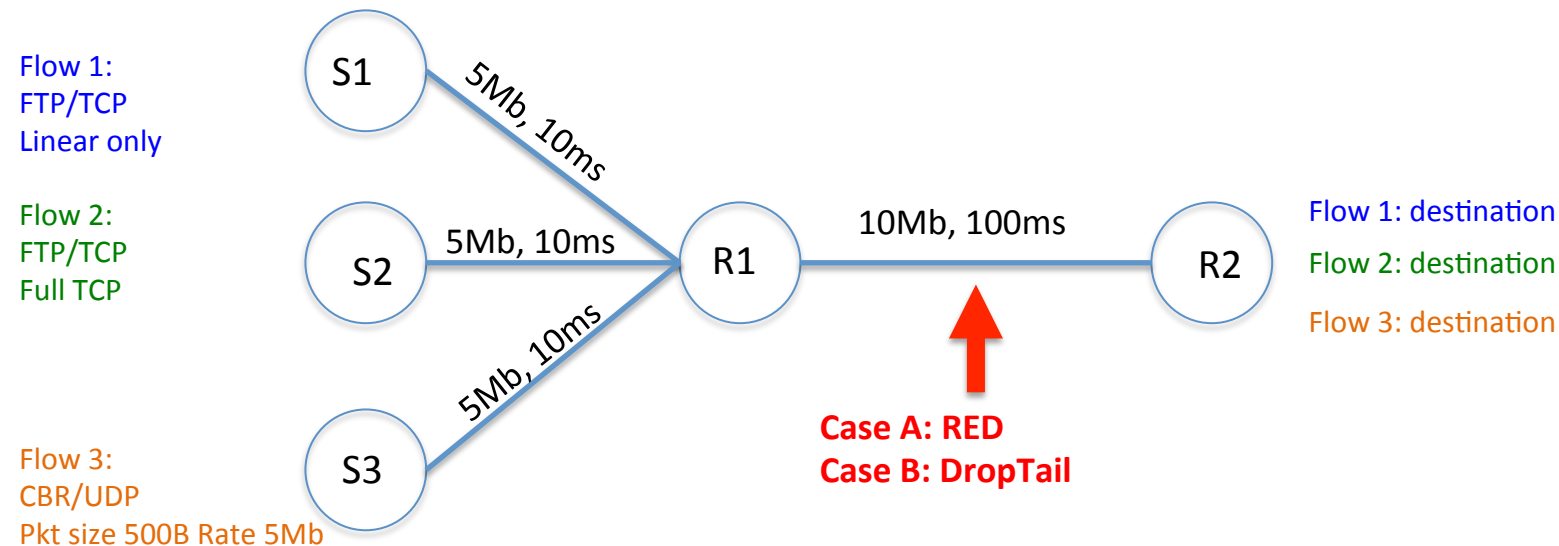 Flow 1:
FTP/TCP
Linear only
S1
5Mb, 10ms
Flow 2:
FTP/TCP
Full TCP
S2
5Mb, 10ms
R1
10Mb, 100ms
R2
Flow 1: destination
Flow 2: destination
Flow 3: destination
5Mb, 10ms
Case A: RED
Case B: DropTail
Flow 3:
CBR/UDP
Pkt size 500B Rate 5Mb
S3